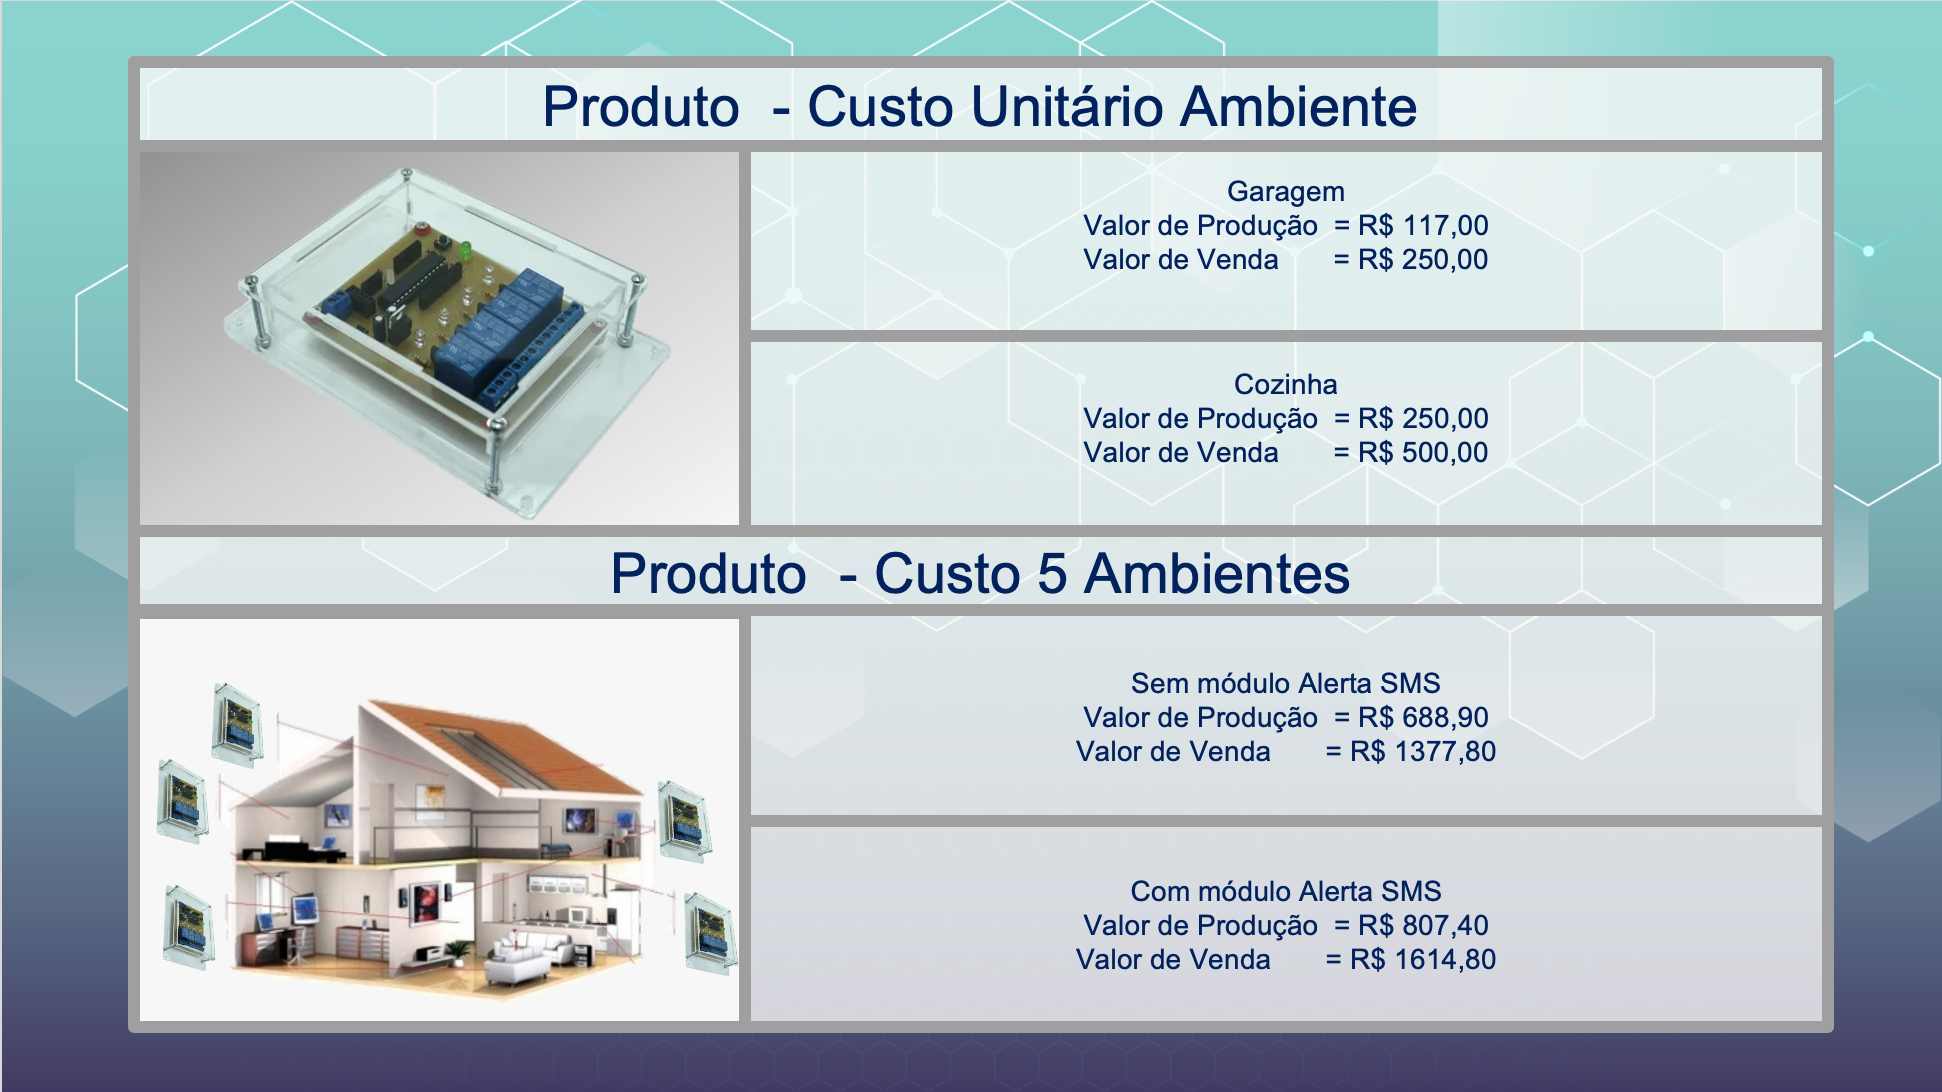 Produto  - Custo Unitário Ambiente
Garagem
Valor de Produção  = R$ 117,00
Valor de Venda       = R$ 250,00
Cozinha
Valor de Produção  = R$ 250,00
Valor de Venda       = R$ 500,00
Produto  - Custo 5 Ambientes
Sem módulo Alerta SMS
Valor de Produção  = R$ 688,90
Valor de Venda       = R$ 1377,80
Com módulo Alerta SMS
Valor de Produção  = R$ 807,40
Valor de Venda       = R$ 1614,80